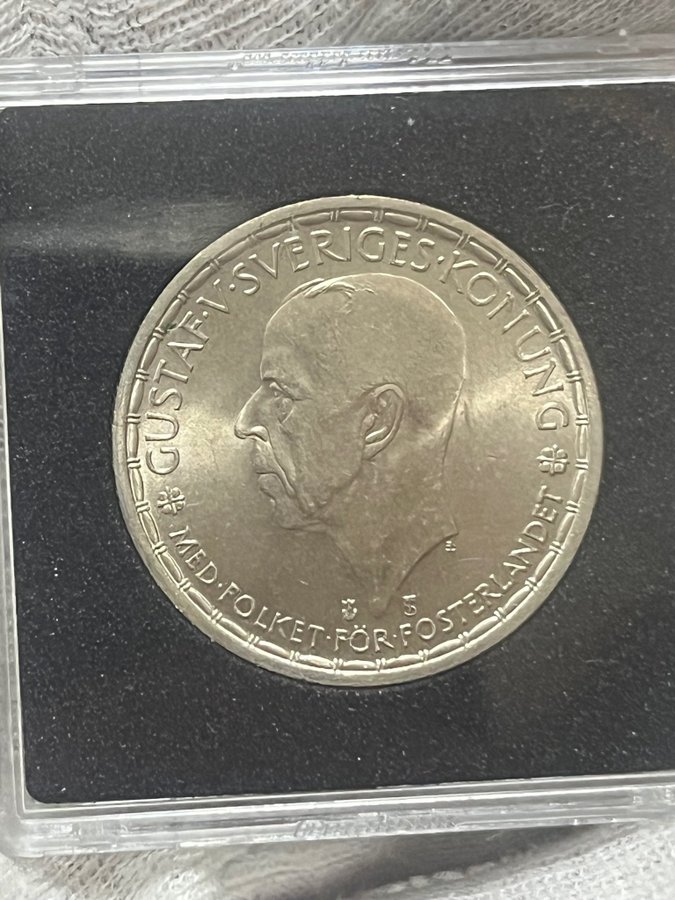 GUSTAF·V·SVERIGES·KONUNG
MED·FOLKET·FÖR·FOSTERLANDET